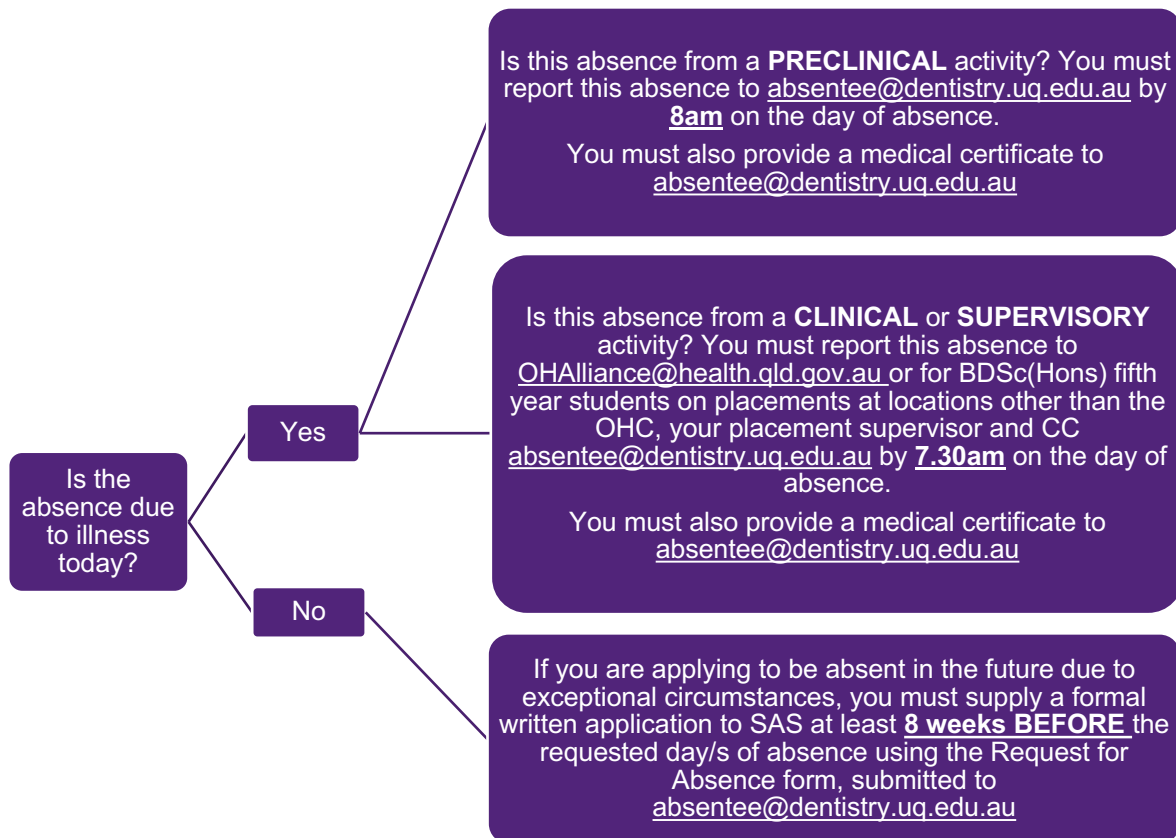 Is the
absence due
to illness
today?
Yes
Is this absence from a PRECLINICAL activity? You must
report this absence to absentee@dentistry.uq.edu.au by
8am on the day of absence.
You must also provide a medical certificate to
absentee@dentistry.uq.edu.au
Is this absence from a CLINICAL or SUPERVISORY
activity? You must report this absence to
OHAlliance@health.qld.gov.au or for BDSc(Hons) fifth
year students on placements at locations other than the
OHC, your placement supervisor and CC
absentee@dentistry.uq.edu.au by 7.30am on the day of
absence.
You must also provide a medical certificate to
absentee@dentistry.uq.edu.au
No
If you are applying to be absent in the future due to
exceptional circumstances, you must supply a formal
written application to SAS at least 8 weeks BEFORE the
requested day/s of absence using the Request for
Absence form, submitted to
absentee@dentistry.uq.edu.au